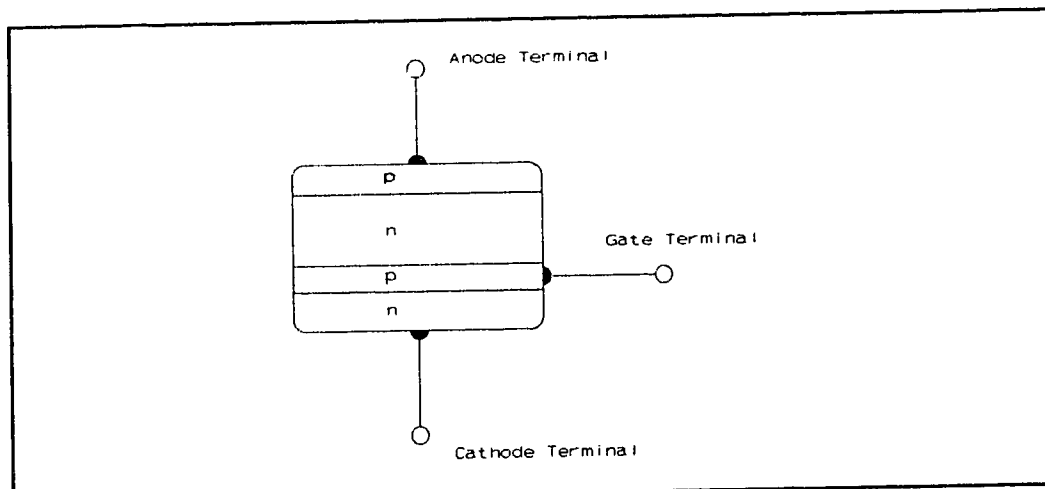 Anode Terminal
p
n
Gate Terminal
p
n
Cathode Terminal